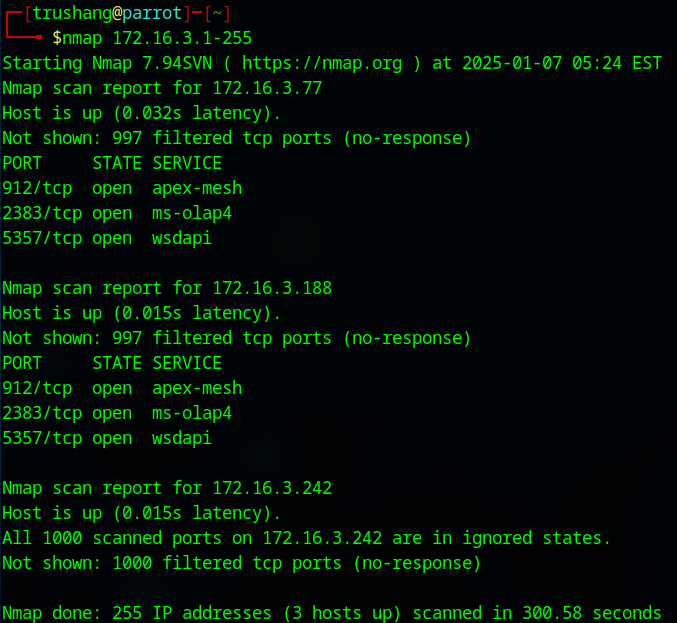 ┌─[trushang@parrot]─[~]
└──╼ $nmap 172.16.3.1-255
Starting Nmap 7.94SVN ( https://nmap.org ) at 2025-01-07 05:24 EST
Nmap scan report for 172.16.3.77
Host is up (0.032s latency).
Not shown: 997 filtered tcp ports (no-response)
PORT     STATE SERVICE
912/tcp  open  apex-mesh
2383/tcp open  ms-olap4
5357/tcp open  wsdapi

Nmap scan report for 172.16.3.188
Host is up (0.015s latency).
Not shown: 997 filtered tcp ports (no-response)
PORT     STATE SERVICE
912/tcp  open  apex-mesh
2383/tcp open  ms-olap4
5357/tcp open  wsdapi

Nmap scan report for 172.16.3.242
Host is up (0.015s latency).
All 1000 scanned ports on 172.16.3.242 are in ignored states.
Not shown: 1000 filtered tcp ports (no-response)

Nmap done: 255 IP addresses (3 hosts up) scanned in 300.58 seconds